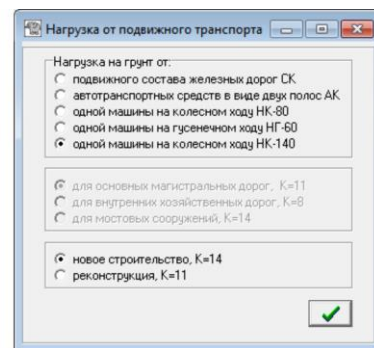 Нагрузка от подвижного транспорта
Нагрузка на грунт от:
подвижного состава железных дорог СК
автотранспортных средств в виде двух полос АК
одной машины на колесном ходу НК-80
одной машины на гусенечном ходу НГ-60
одной машины на колесном ходу НК-140
для основных магистральных дорог, К=11
для внутренних хозяйственных дорог, К=8
для мостовых сооружений, К=14
новое строительство, К=14
реконструкция, К=11